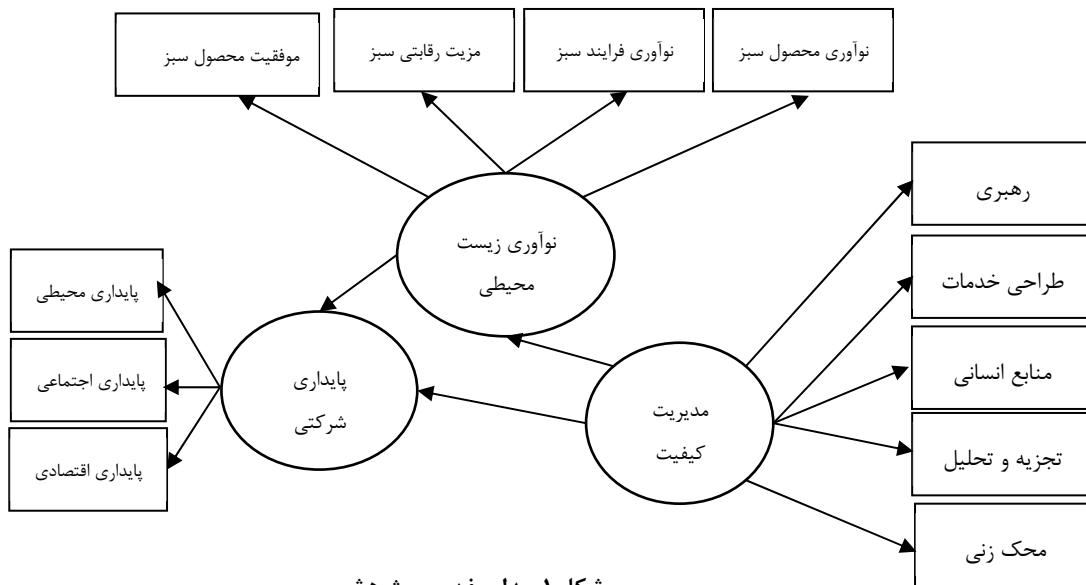 نوآوری محصول سبز
نوآوری فرایند سبز
مزیت رقابتی سبز
موفقیت محصول سبز
رهبری
طراحی خدمات
منابع انسانی
تجزیه و تحلیل
محک زنی
نوآوری زیست
محیطی
مدیریت
کیفیت
پایداری
شرکتی
پایداری محیطی
پایداری اجتماعی
پایداری اقتصادی